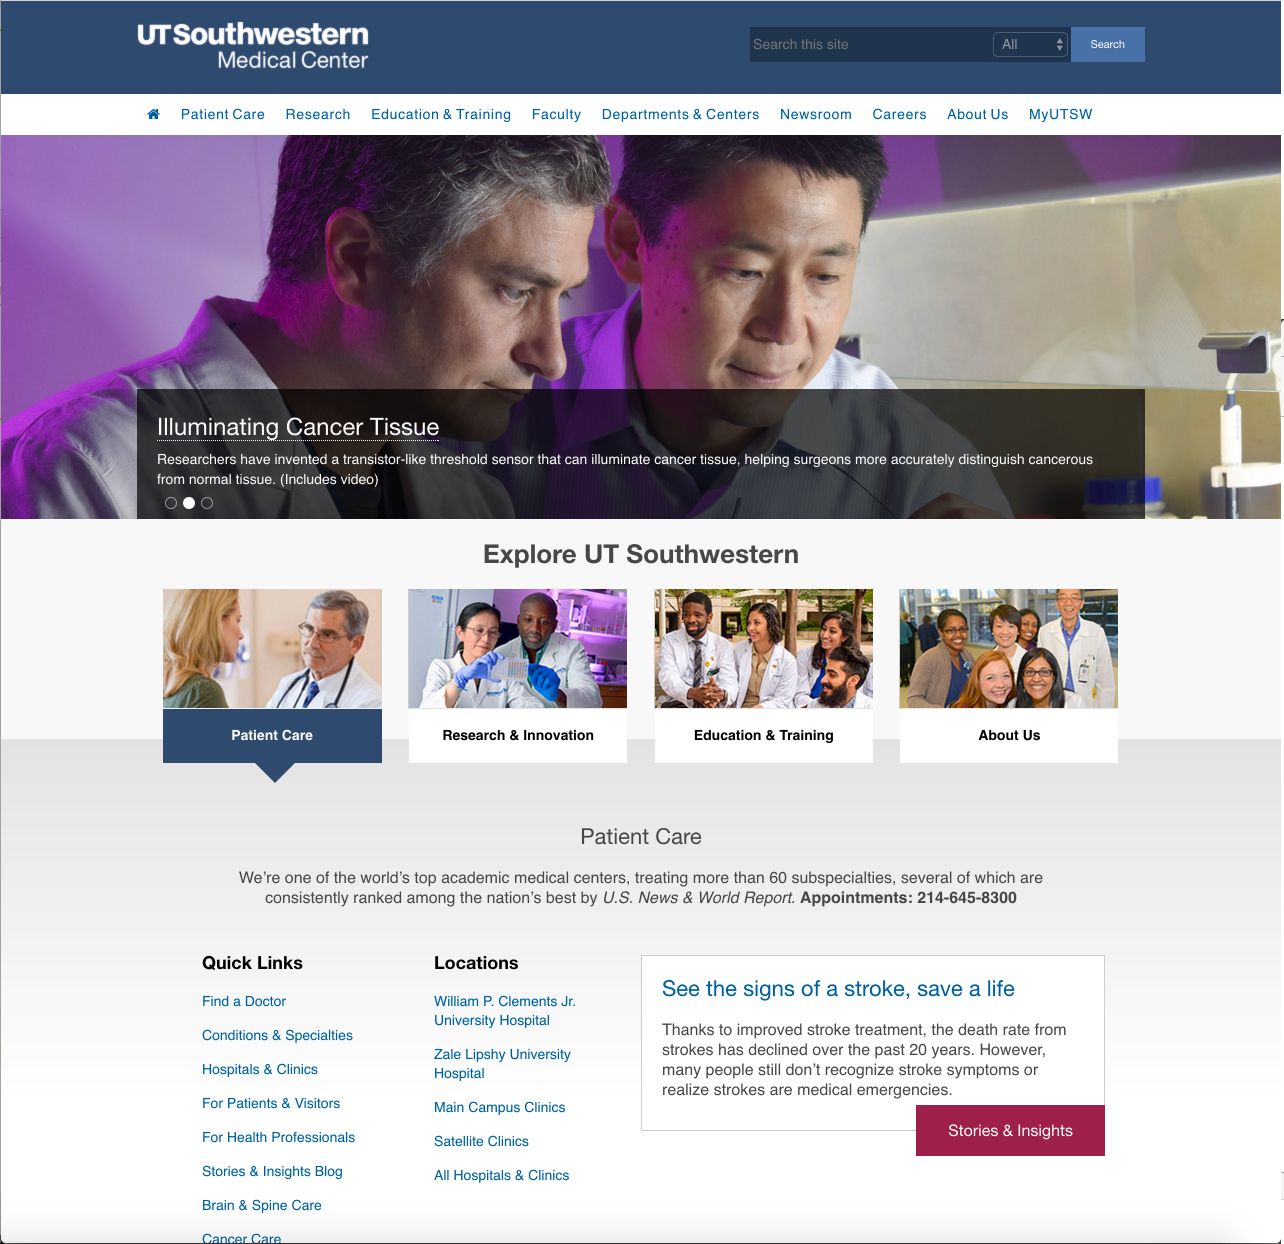 UT Southwestern
Medical Center
Search this site
All
Search
Patient Care
Research
Education & Training
Faculty
Departments & Centers
Newsroom
Careers
About Us
MyUTSW
Illuminating Cancer Tissue
Researchers have invented a transistor-like threshold sensor that can illuminate cancer tissue, helping surgeons more accurately distinguish cancerous
from normal tissue. (Includes video)
Explore UT Southwestern
Patient Care
Research & Innovation
Education & Training
About Us
Patient Care
We’re one of the world’s top academic medical centers, treating more than 60 subspecialties, several of which are
consistently ranked among the nation’s best by U.S. News & World Report. Appointments: 214-645-8300
Quick Links
Find a Doctor
Conditions & Specialties
Hospitals & Clinics
For Patients & Visitors
For Health Professionals
Stories & Insights Blog
Brain & Spine Care
Cancer Care
Locations
William P. Clements Jr.
University Hospital
Zale Lipshy University
Hospital
Main Campus Clinics
Satellite Clinics
All Hospitals & Clinics
See the signs of a stroke, save a life
Thanks to improved stroke treatment, the death rate from
strokes has declined over the past 20 years. However,
many people still don’t recognize stroke symptoms or
realize strokes are medical emergencies.
Stories & Insights